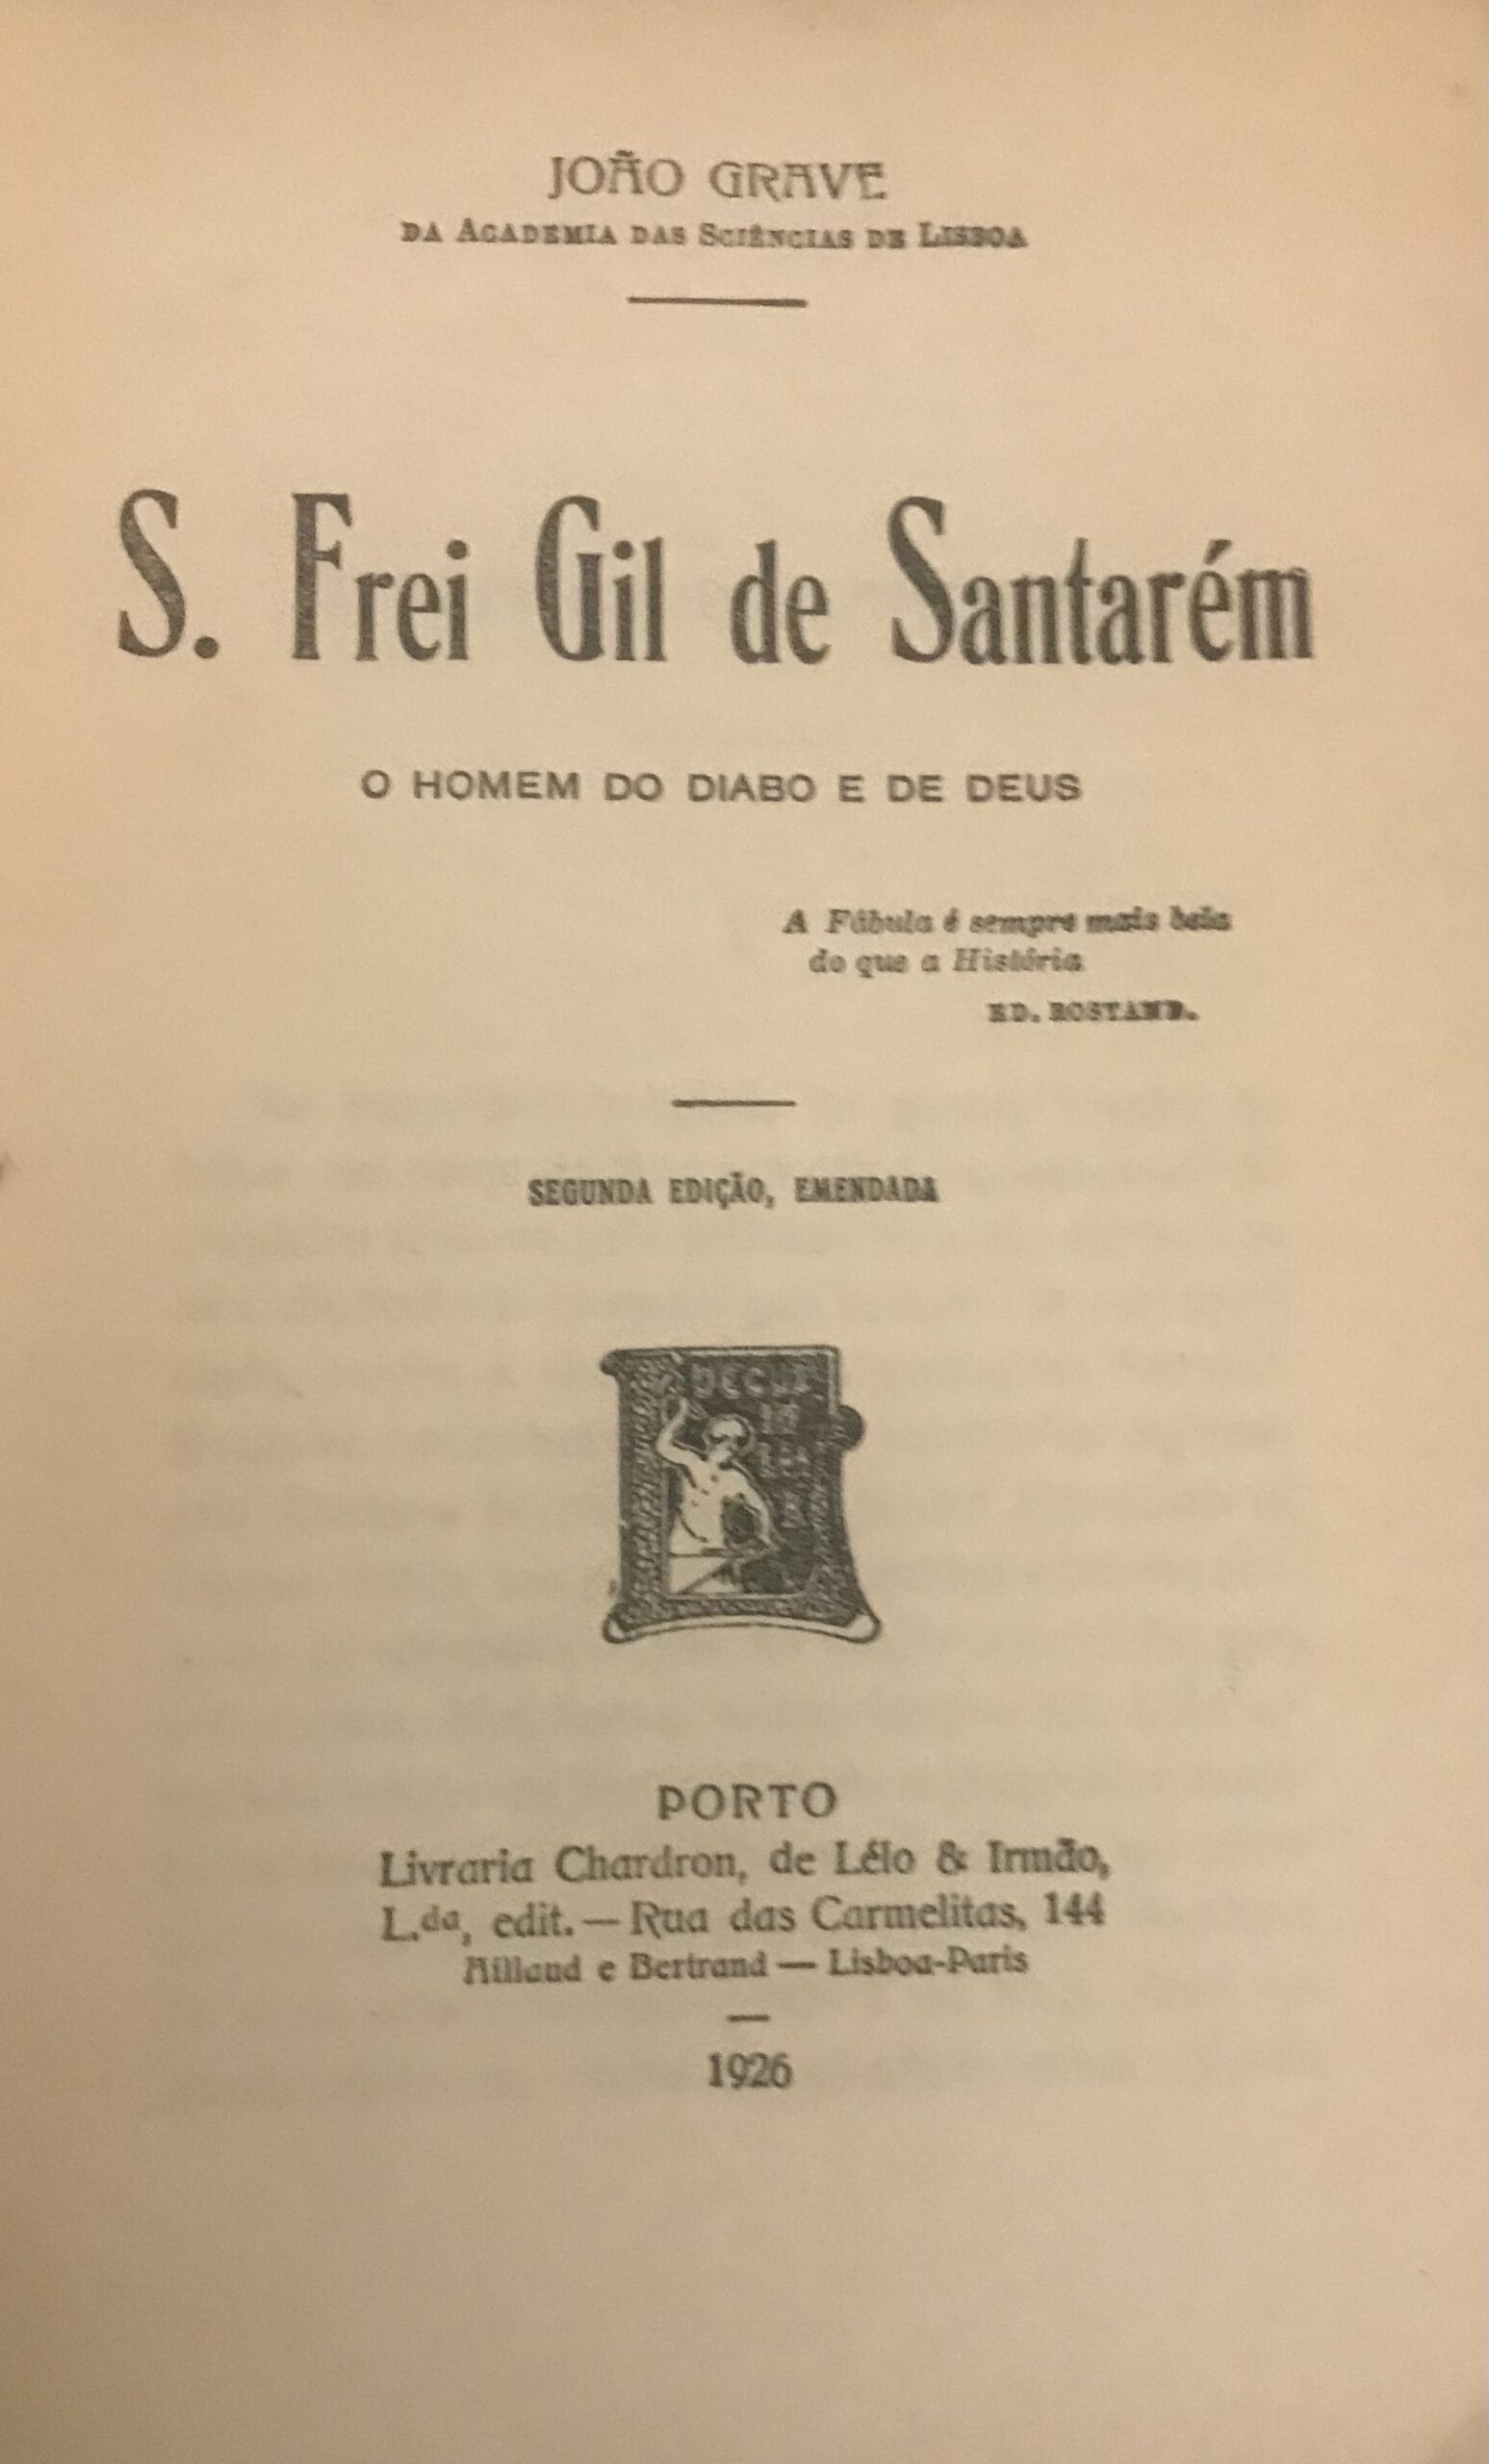 JOÃO GRAVE
DA ACADEMIA DAS SCIÊNCIAS DE LISBOA
S. Frei Gil de Santarém
O HOMEM DO DIABO E DE DEUS
A Fábula é sempre mais bela
do que a História
ED. ROSTAND.
SEGUNDA EDIÇÃO, EMENDADA
DECUS
IN
PORTO
Livraria Chardron, de Lélo & Irmão,
L.da, edit. — Rua das Carmelitas, 144
Aillaud e Bertrand — Lisboa-Paris
1926